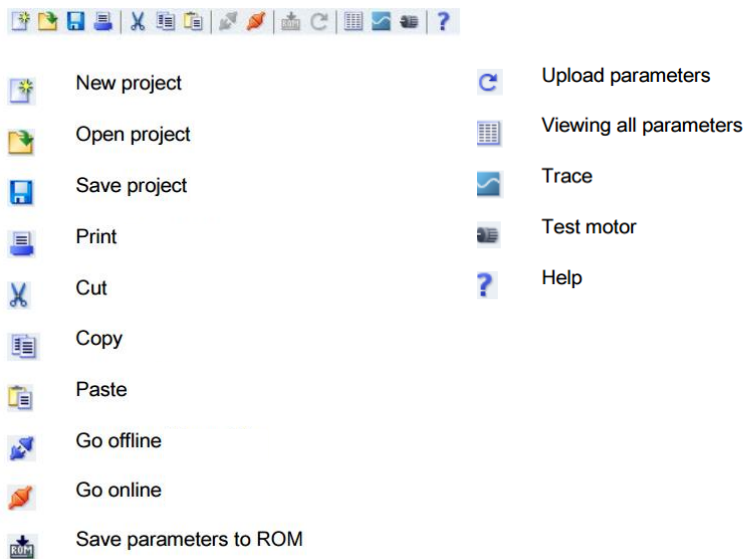 New project
Open project
Save project
Print
Cut
Copy
Paste
Go offline
Go online
ROM
Save parameters to ROM
Upload parameters
Viewing all parameters
Trace
Test motor
?
Help